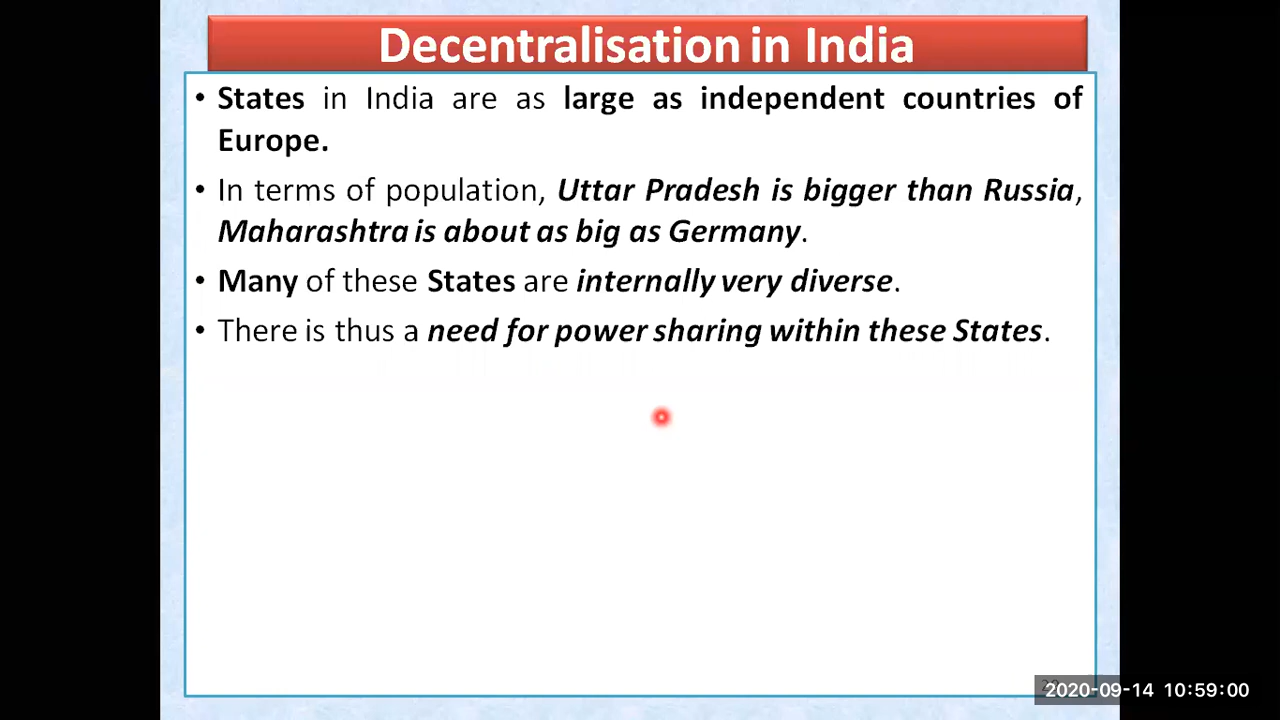 Decentralisation in India
• States in India are as large as independent countries of
Europe.
• In terms of population, Uttar Pradesh is bigger than Russia,
Maharashtra is about as big as Germany.
• Many of these States are internally very diverse.
• There is thus a need for power sharing within these States.
2020-09-14 10:59:00